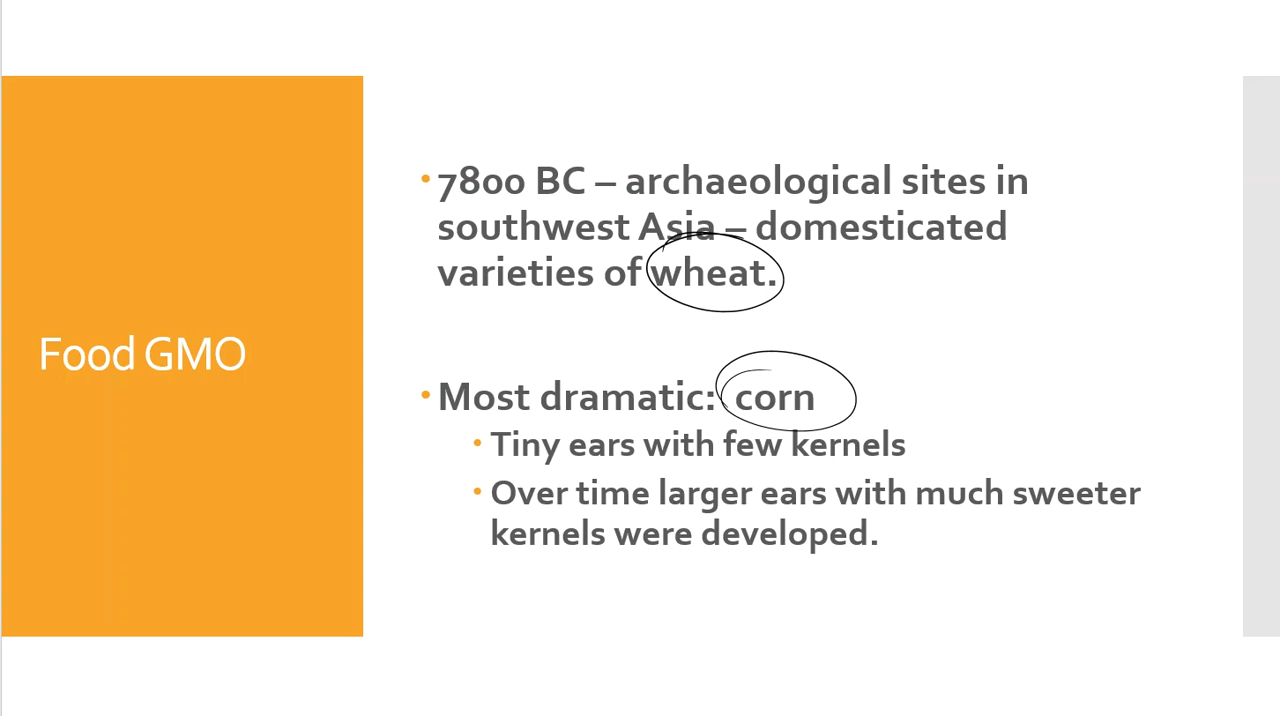 Food GMO
• 7800 BC – archaeological sites in
southwest Asia – domesticated
varieties of wheat.
• Most dramatic: corn
• Tiny ears with few kernels
• Over time larger ears with much sweeter
kernels were developed.